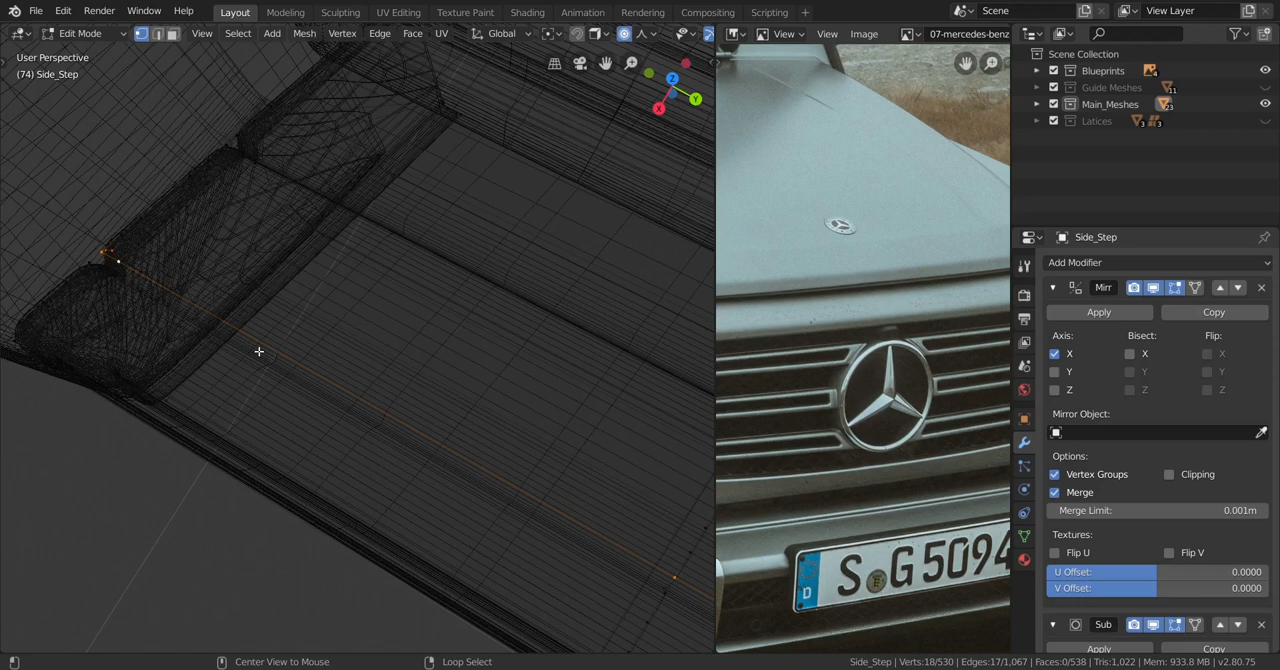 File Edit Render Window Help Layout Modeling Sculpting UV Editing Texture Paint Shading Animation Rendering Compositing Scripting + Scene View Layer
Edit Mode View Select Add Mesh Vertex Edge Face UV Global View View Image 07-mercedes-benz
User Perspective
(74) Side_Step
Z
Y
X
Scene Collection
Blueprints 4
Guide Meshes 11
Main_Meshes 23
Latices 3 3
Side_Step
Add Modifier
Mirr
Apply Copy
Axis: Bisect: Flip:
X X X
Y Y Y
Z Z Z
Mirror Object:
Options:
Vertex Groups Clipping
Merge
Merge Limit: 0.001m
Textures:
Flip U Flip V
U Offset: 0.0000
V Offset: 0.0000
Sub
Apply Copy
D S G 5094
Center View to Mouse Loop Select Side_Step | Verts:18/530 | Edges:17/1,067 | Faces:0/538 | Tris:1,022 | Mem: 933.8 MB | v2.80.75